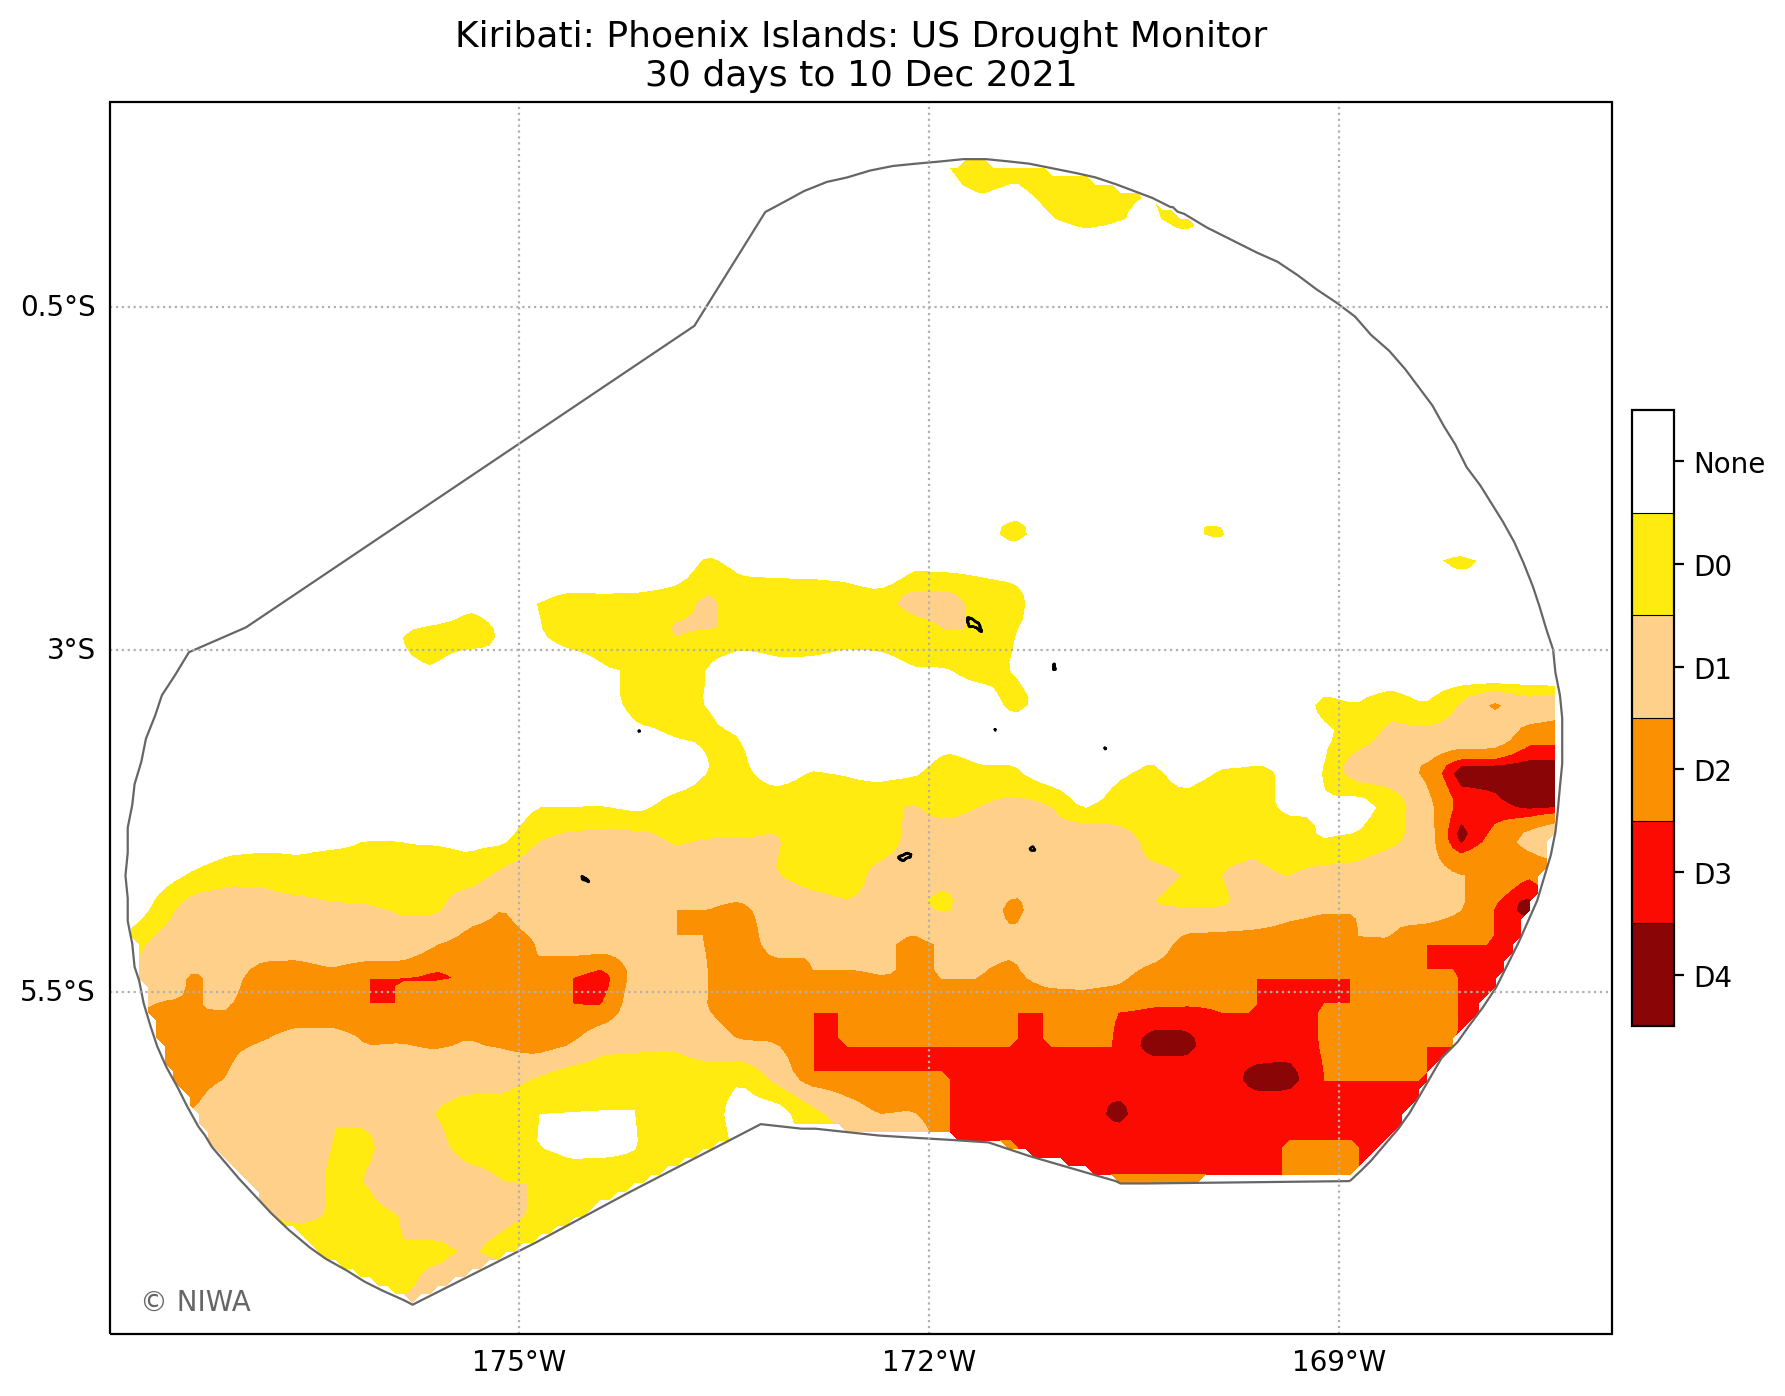 Kiribati: Phoenix Islands: US Drought Monitor
30 days to 10 Dec 2021
0.5°S
3°S
5.5°S
175°W
172°W
169°W
None
D0
D1
D2
D3
D4
© NIWA